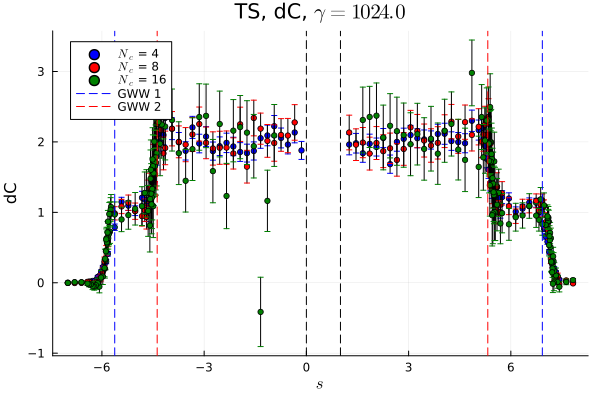 TS, dC, γ = 1024.0
N_c = 4
N_c = 8
N_c = 16
GWW 1
GWW 2
dC
3
2
1
0
−1
−6 −3 0 3 6
s